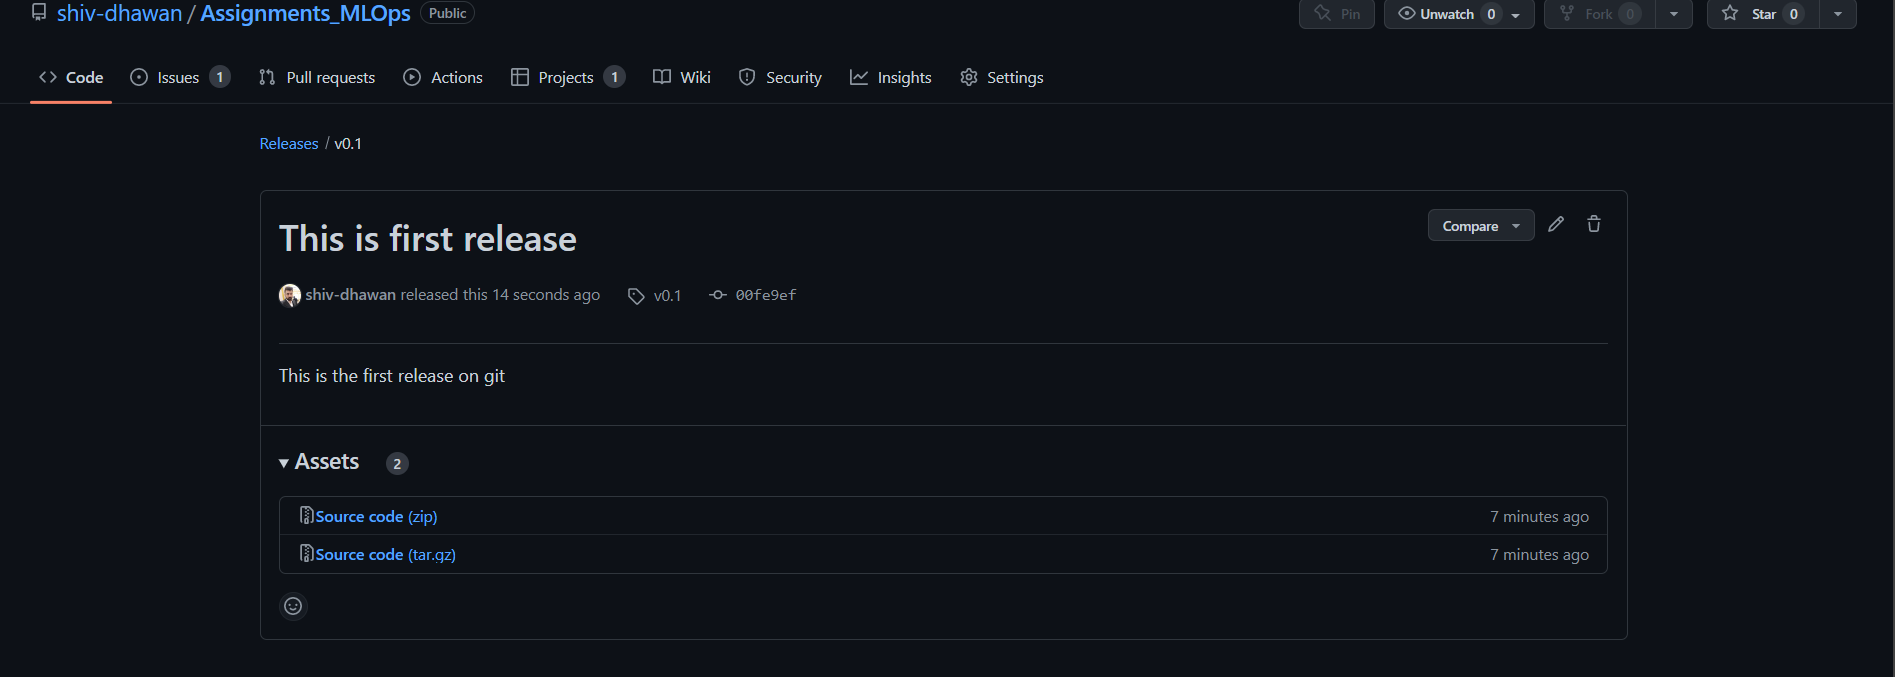 shiv-dhawan / Assignments_MLOps Public Pin Unwatch 0 Fork 0 Star 0
Code Issues 1 Pull requests Actions Projects 1 Wiki Security Insights Settings
Releases / v0.1
This is first release Compare
shiv-dhawan released this 14 seconds ago v0.1 00fe9ef
This is the first release on git
Assets 2
Source code (zip) 7 minutes ago
Source code (tar.gz) 7 minutes ago